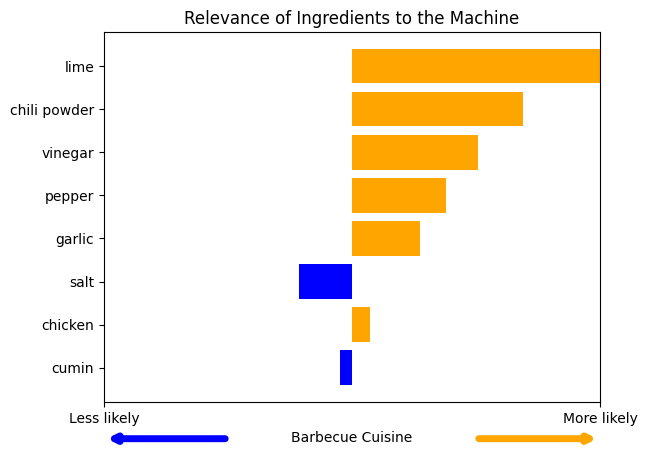 Relevance of Ingredients to the Machine
lime
chili powder
vinegar
pepper
garlic
salt
chicken
cumin
Less likely
More likely
Barbecue Cuisine